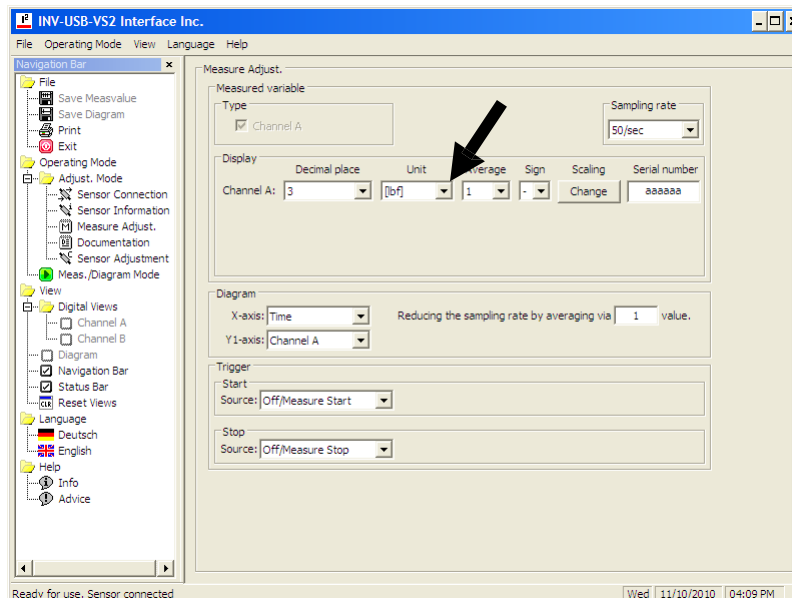 INV-USB-VS2 Interface Inc.
File Operating Mode View Language Help
Navigation Bar
File
Save Measvalue
Save Diagram
Print
Exit
Operating Mode
Adjust. Mode
Sensor Connection
Sensor Information
Measure Adjust.
Documentation
Sensor Adjustment
Meas./Diagram Mode
View
Digital Views
Channel A
Channel B
Diagram
Navigation Bar
Status Bar
CLR Reset Views
Language
Deutsch
English
Help
Info
Advice
Measure Adjust.
Measured variable
Type
Channel A
Sampling rate
50/sec
Display
Decimal place Unit Average Sign Scaling Serial number
Channel A: 3 [lbf] 1 - Change aaaaaa
Diagram
X-axis: Time Reducing the sampling rate by averaging via 1 value.
Y1-axis: Channel A
Trigger
Start
Source: Off/Measure Start
Stop
Source: Off/Measure Stop
Ready for use. Sensor connected Wed 11/10/2010 04:09 PM